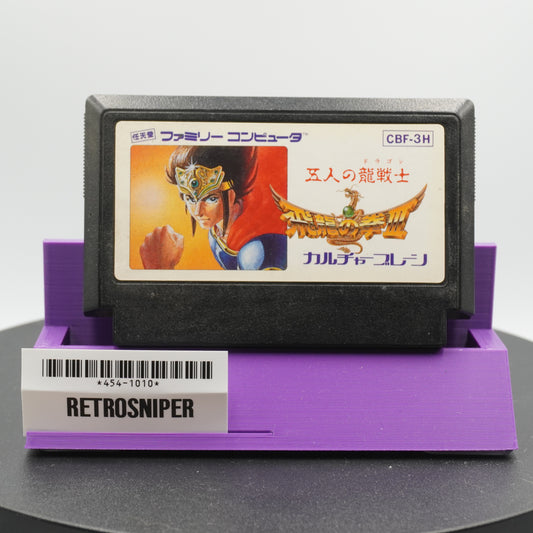 任天堂 ファミリー コンピュータ™
CBF-3H
ドラゴン
五人の龍戦士
飛龍の拳III
カルチャーブレーン
*454-1010*
RETROSNIPER